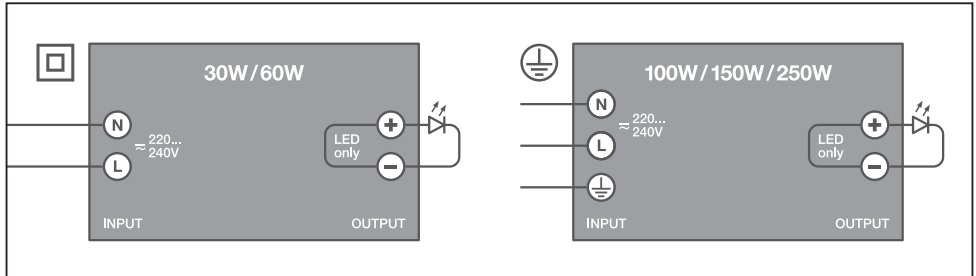 30W/60W
N
L
≂ 220...
240V
LED
only
+
−
INPUT
OUTPUT
100W/150W/250W
N
L
≂ 220...
240V
LED
only
+
−
INPUT
OUTPUT